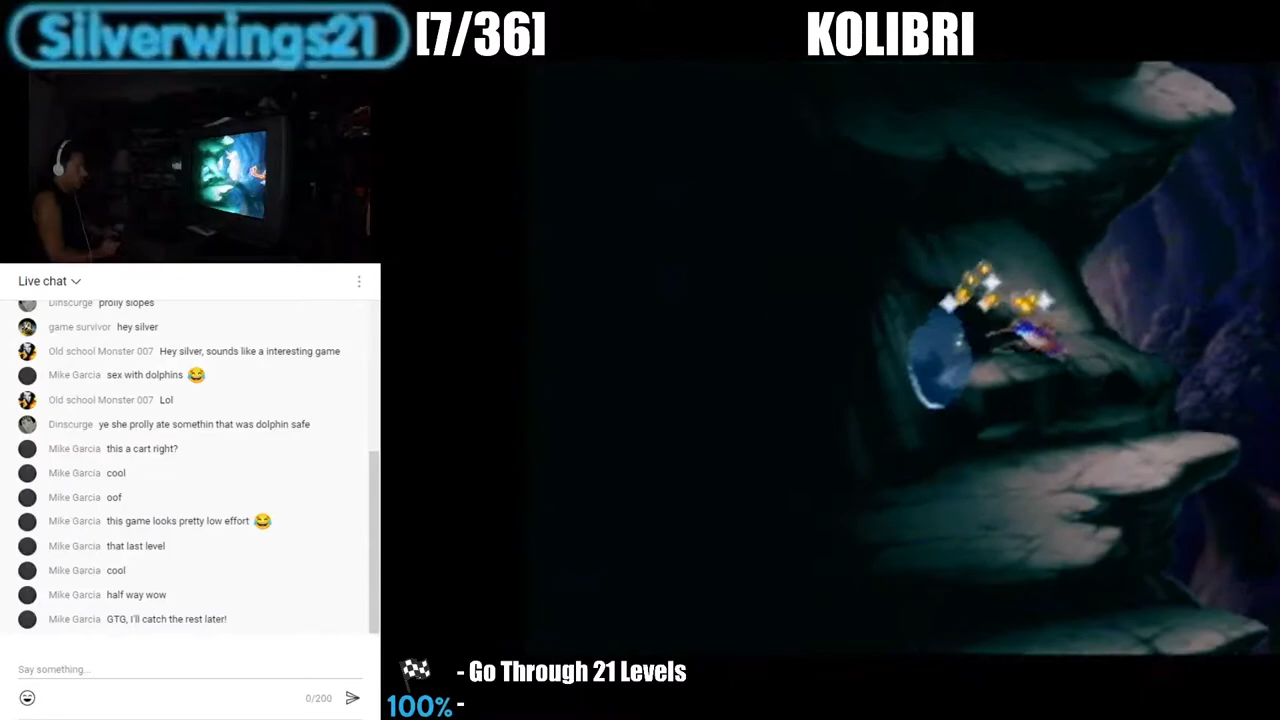 Silverwings21 [7/36] KOLIBRI
Live chat
Dinscurge prolly slopes
game survivor hey silver
Old school Monster 007 Hey silver, sounds like a interesting game
Mike Garcia sex with dolphins 😂
Old school Monster 007 Lol
Dinscurge ye she prolly ate somethin that was dolphin safe
Mike Garcia this a cart right?
Mike Garcia cool
Mike Garcia oof
Mike Garcia this game looks pretty low effort 😂
Mike Garcia that last level
Mike Garcia cool
Mike Garcia half way wow
Mike Garcia GTG, I'll catch the rest later!
Say something...
0/200
- Go Through 21 Levels
100% -